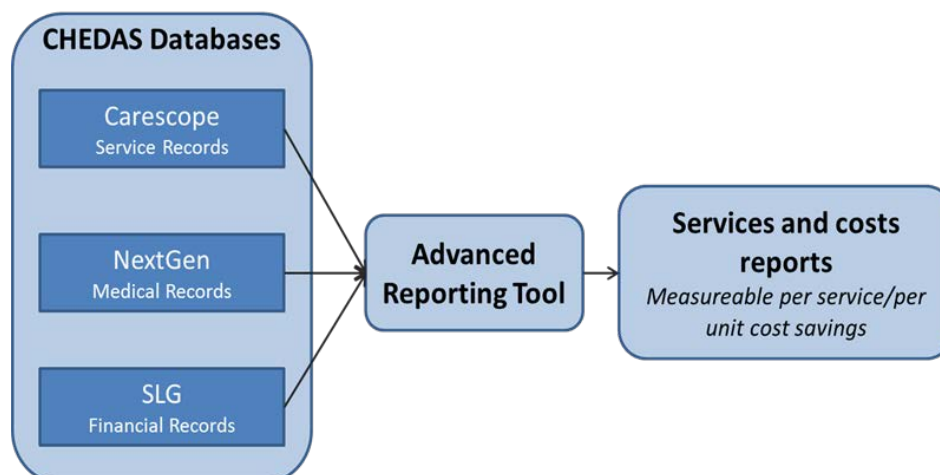 CHEDAS Databases
Carescope
Service Records
NextGen
Medical Records
SLG
Financial Records
Advanced
Reporting Tool
Services and costs
reports
Measureable per service/per
unit cost savings